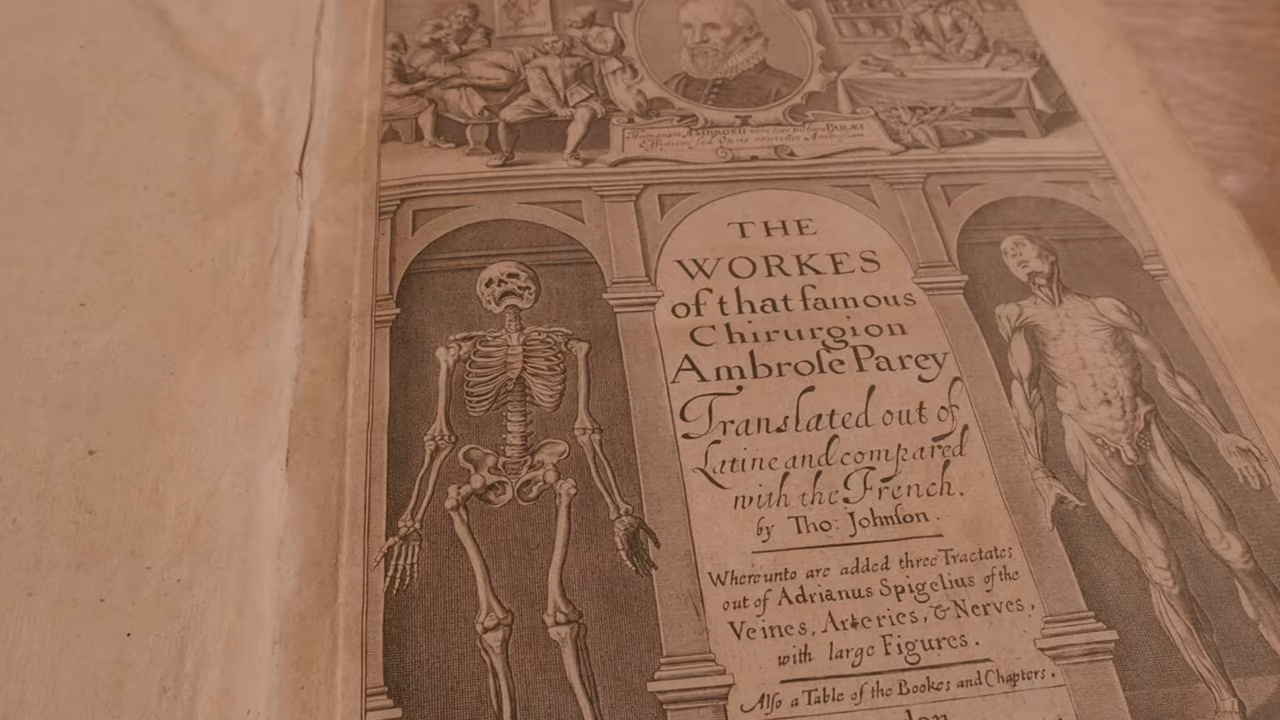 AMBROSII PARÆI
THE
WORKES
of that famous
Chirurgion
Ambroſe Parey
Translated out of
Latine and compared
with the French.
by Tho: Johnſon.
Whereunto are added three Tractates
out of Adrianus Spigelius of the
Veines, Arteries, & Nerves,
with large Figures.
Also a Table of the Bookes and Chapters.